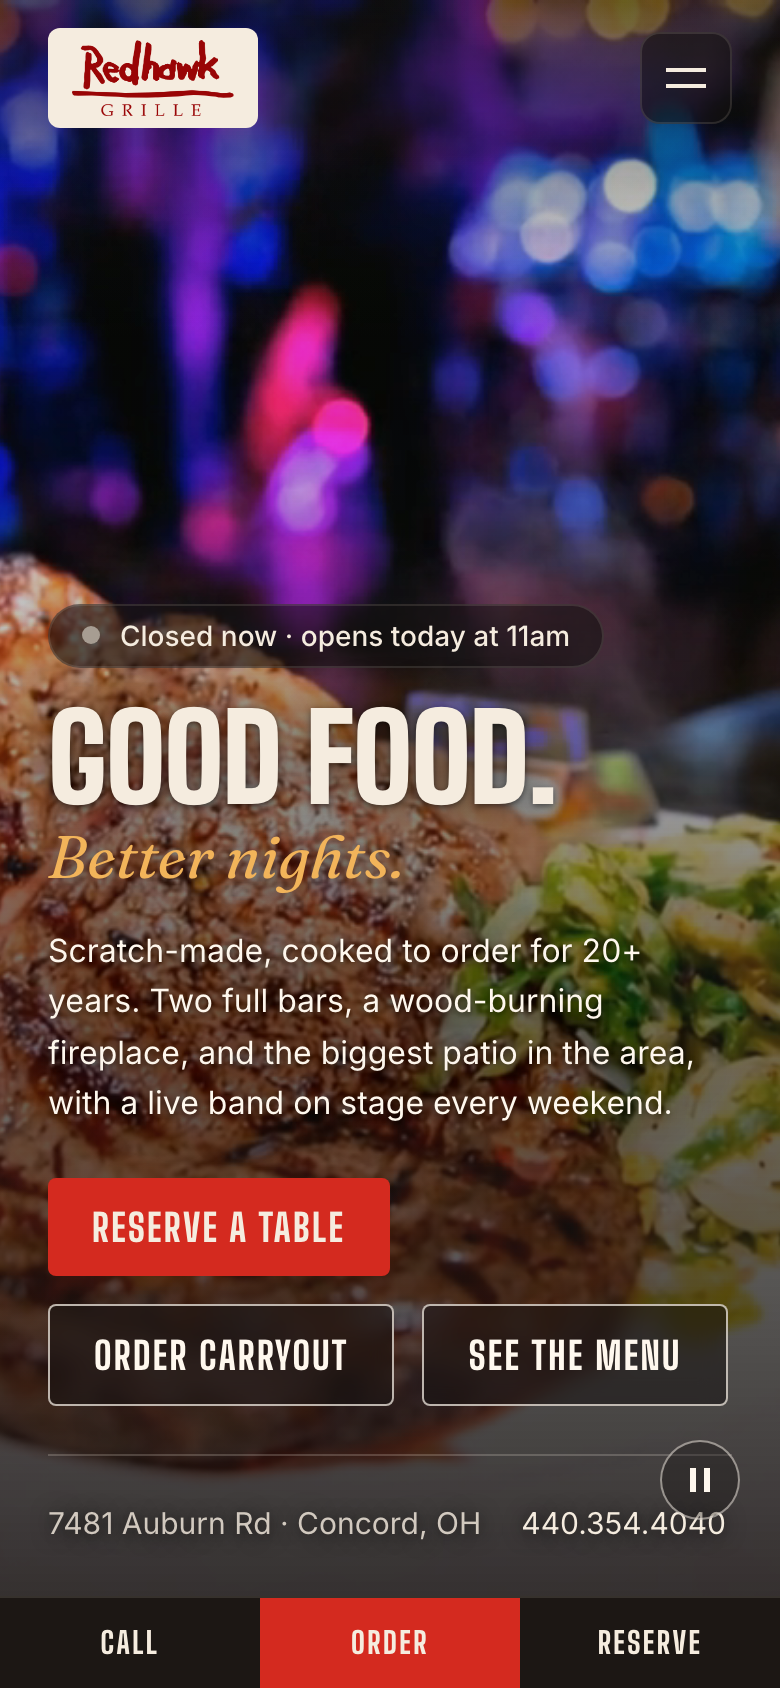 Redhawk
GRILLE
Closed now · opens today at 11am
GOOD FOOD.
Better nights.
Scratch-made, cooked to order for 20+
years. Two full bars, a wood-burning
fireplace, and the biggest patio in the area,
with a live band on stage every weekend.
RESERVE A TABLE
ORDER CARRYOUT
SEE THE MENU
7481 Auburn Rd · Concord, OH
440.354.4040
CALL
ORDER
RESERVE